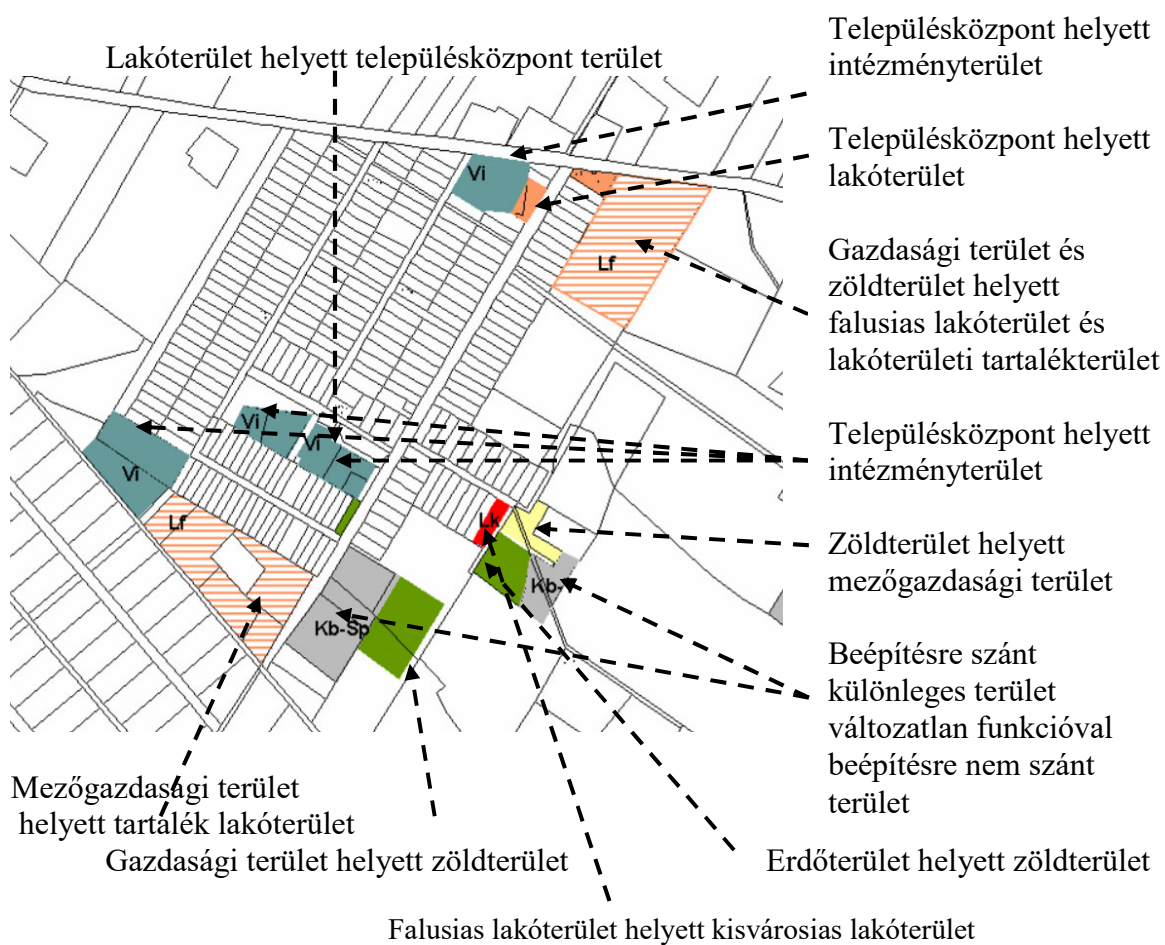 Lakóterület helyett településközpont terület
Településközpont helyett
intézményterület
Településközpont helyett
lakóterület
Gazdasági terület és
zöldterület helyett
falusias lakóterület és
lakóterületi tartalékterület
Településközpont helyett
intézményterület
Zöldterület helyett
mezőgazdasági terület
Beépítésre szánt
különleges terület
változatlan funkcióval
beépítésre nem szánt
terület
Vi
Lf
Vi
Vi
Vi
Lf
Lk
Kb-Sp
Mezőgazdasági terület
helyett tartalék lakóterület
Gazdasági terület helyett zöldterület
Erdőterület helyett zöldterület
Falusias lakóterület helyett kisvárosias lakóterület